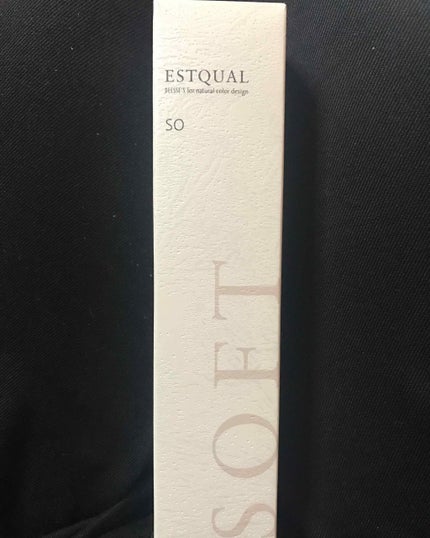 ESTQUAL
for natural color design
SO
SOFT